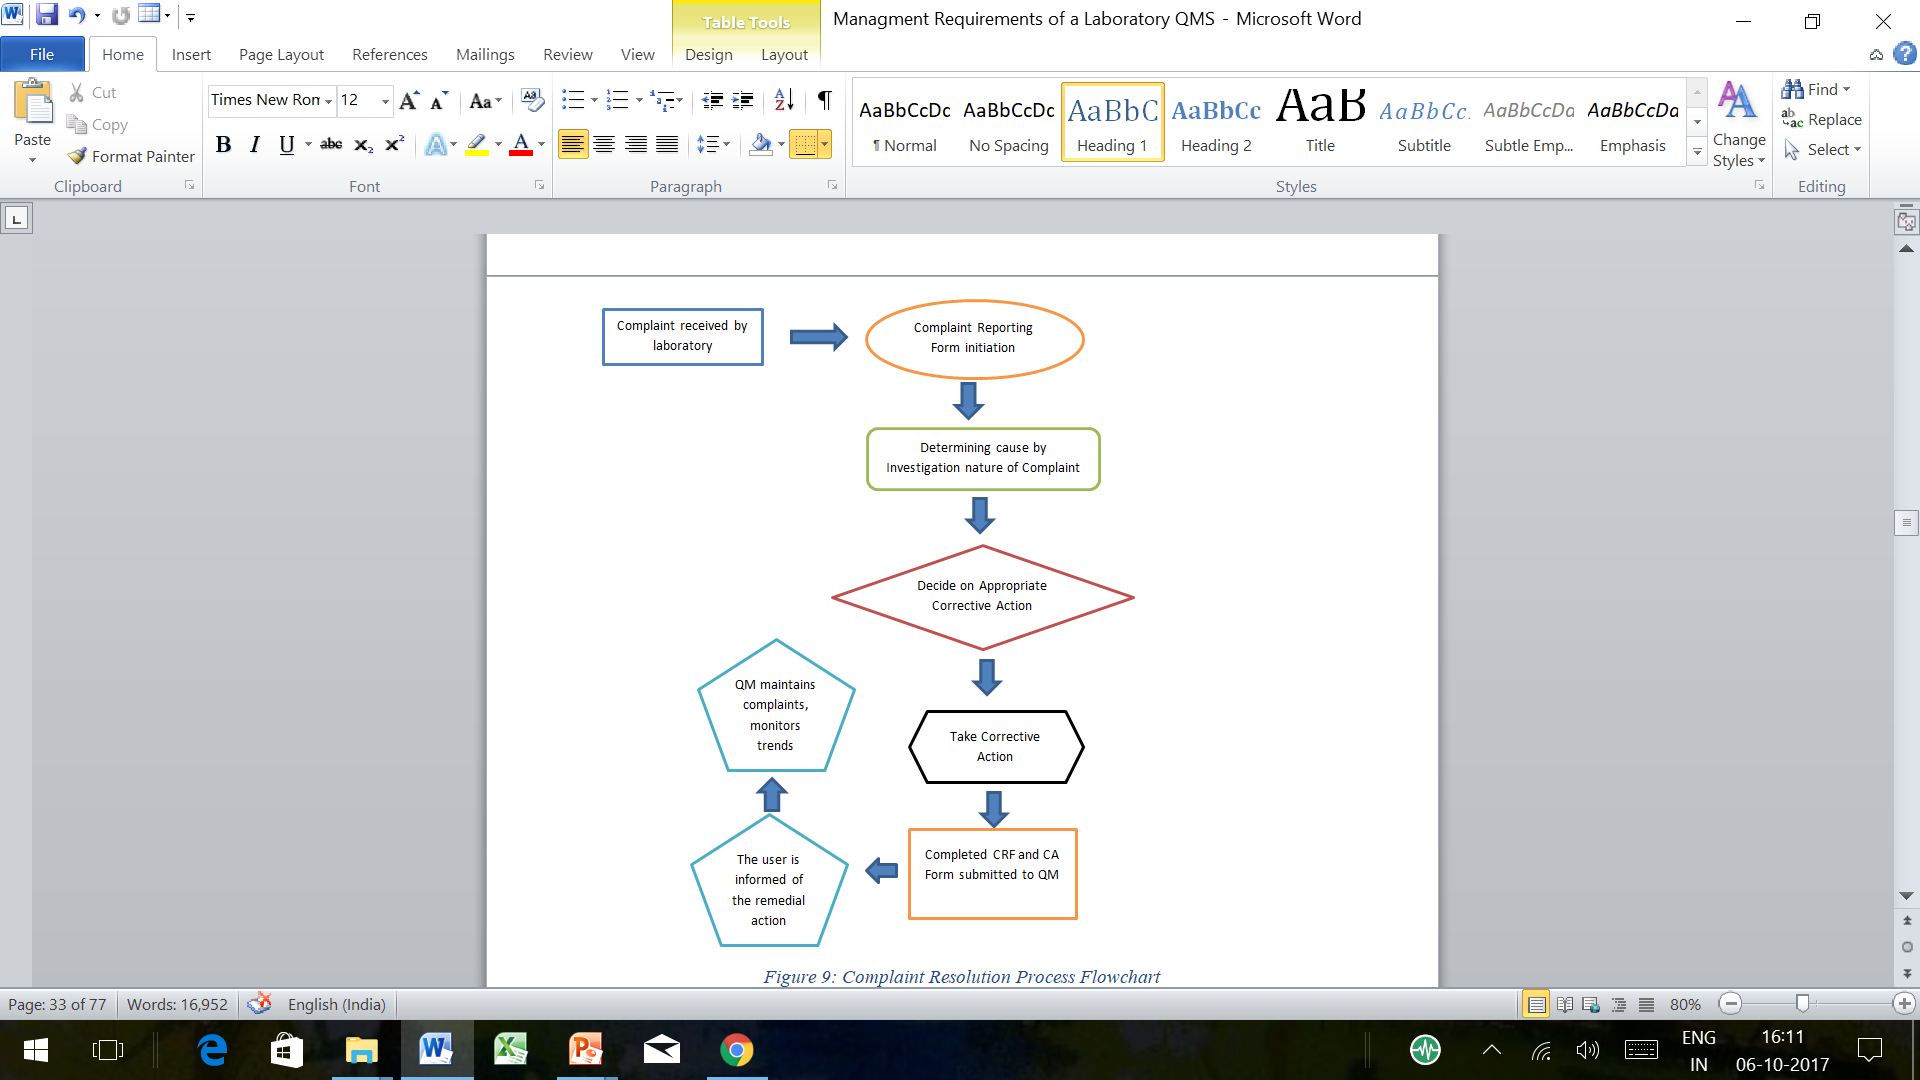 Table Tools
Managment Requirements of a Laboratory QMS - Microsoft Word
File Home Insert Page Layout References Mailings Review View Design Layout
Paste
Cut
Copy
Format Painter
Clipboard
Times New Ron 12
Font
Paragraph
AaBbCcDc AaBbCcDc AaBbC AaBbCc AaB AaBbCc. AaBbCcDa AaBbCcDa
¶ Normal No Spacing Heading 1 Heading 2 Title Subtitle Subtle Emp... Emphasis
Styles
Change
Styles
Find
Replace
Select
Editing
Complaint received by
laboratory
Complaint Reporting
Form initiation
Determining cause by
Investigation nature of Complaint
Decide on Appropriate
Corrective Action
Take Corrective
Action
Completed CRF and CA
Form submitted to QM
The user is
informed of
the remedial
action
QM maintains
complaints,
monitors
trends
Figure 9: Complaint Resolution Process Flowchart
Page: 33 of 77 Words: 16,952 English (India) 80%
ENG
IN
16:11
06-10-2017